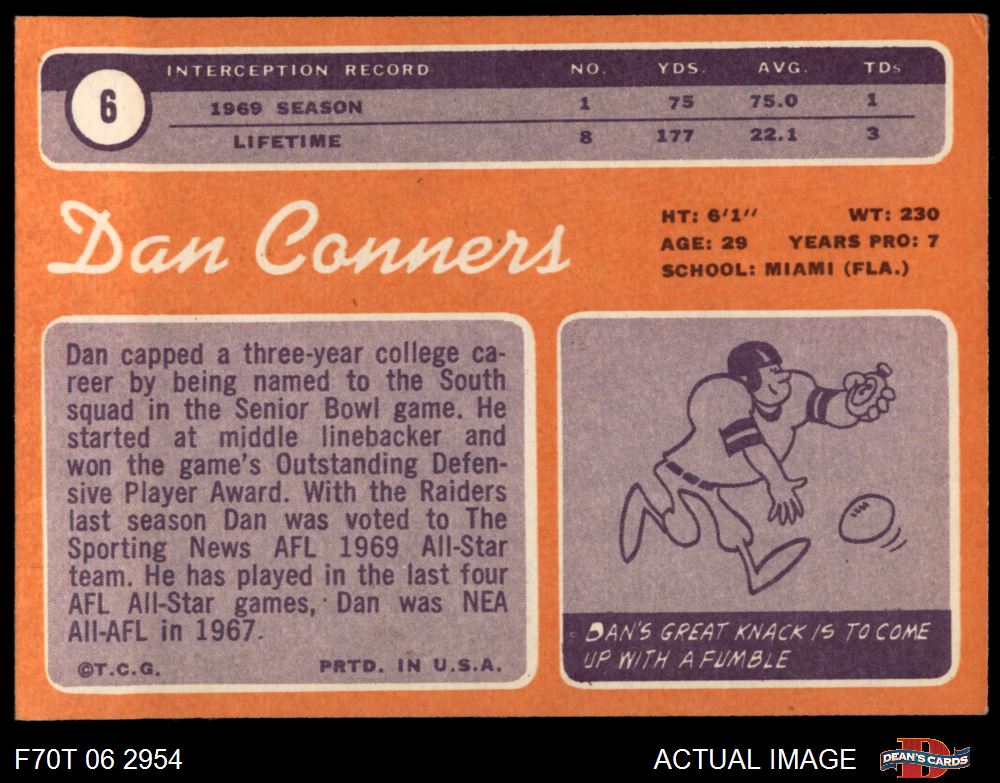 6
INTERCEPTION RECORD NO. YDS. AVG. TDs
1969 SEASON 1 75 75.0 1
LIFETIME 8 177 22.1 3
Dan Conners
HT: 6'1" WT: 230
AGE: 29 YEARS PRO: 7
SCHOOL: MIAMI (FLA.)
Dan capped a three-year college ca-
reer by being named to the South
squad in the Senior Bowl game. He
started at middle linebacker and
won the game's Outstanding Defen-
sive Player Award. With the Raiders
last season Dan was voted to The
Sporting News AFL 1969 All-Star
team. He has played in the last four
AFL All-Star games, Dan was NEA
All-AFL in 1967.
©T.C.G. PRTD. IN U.S.A.
DAN'S GREAT KNACK IS TO COME
UP WITH A FUMBLE
F70T 06 2954 ACTUAL IMAGE DEAN'S CARDS